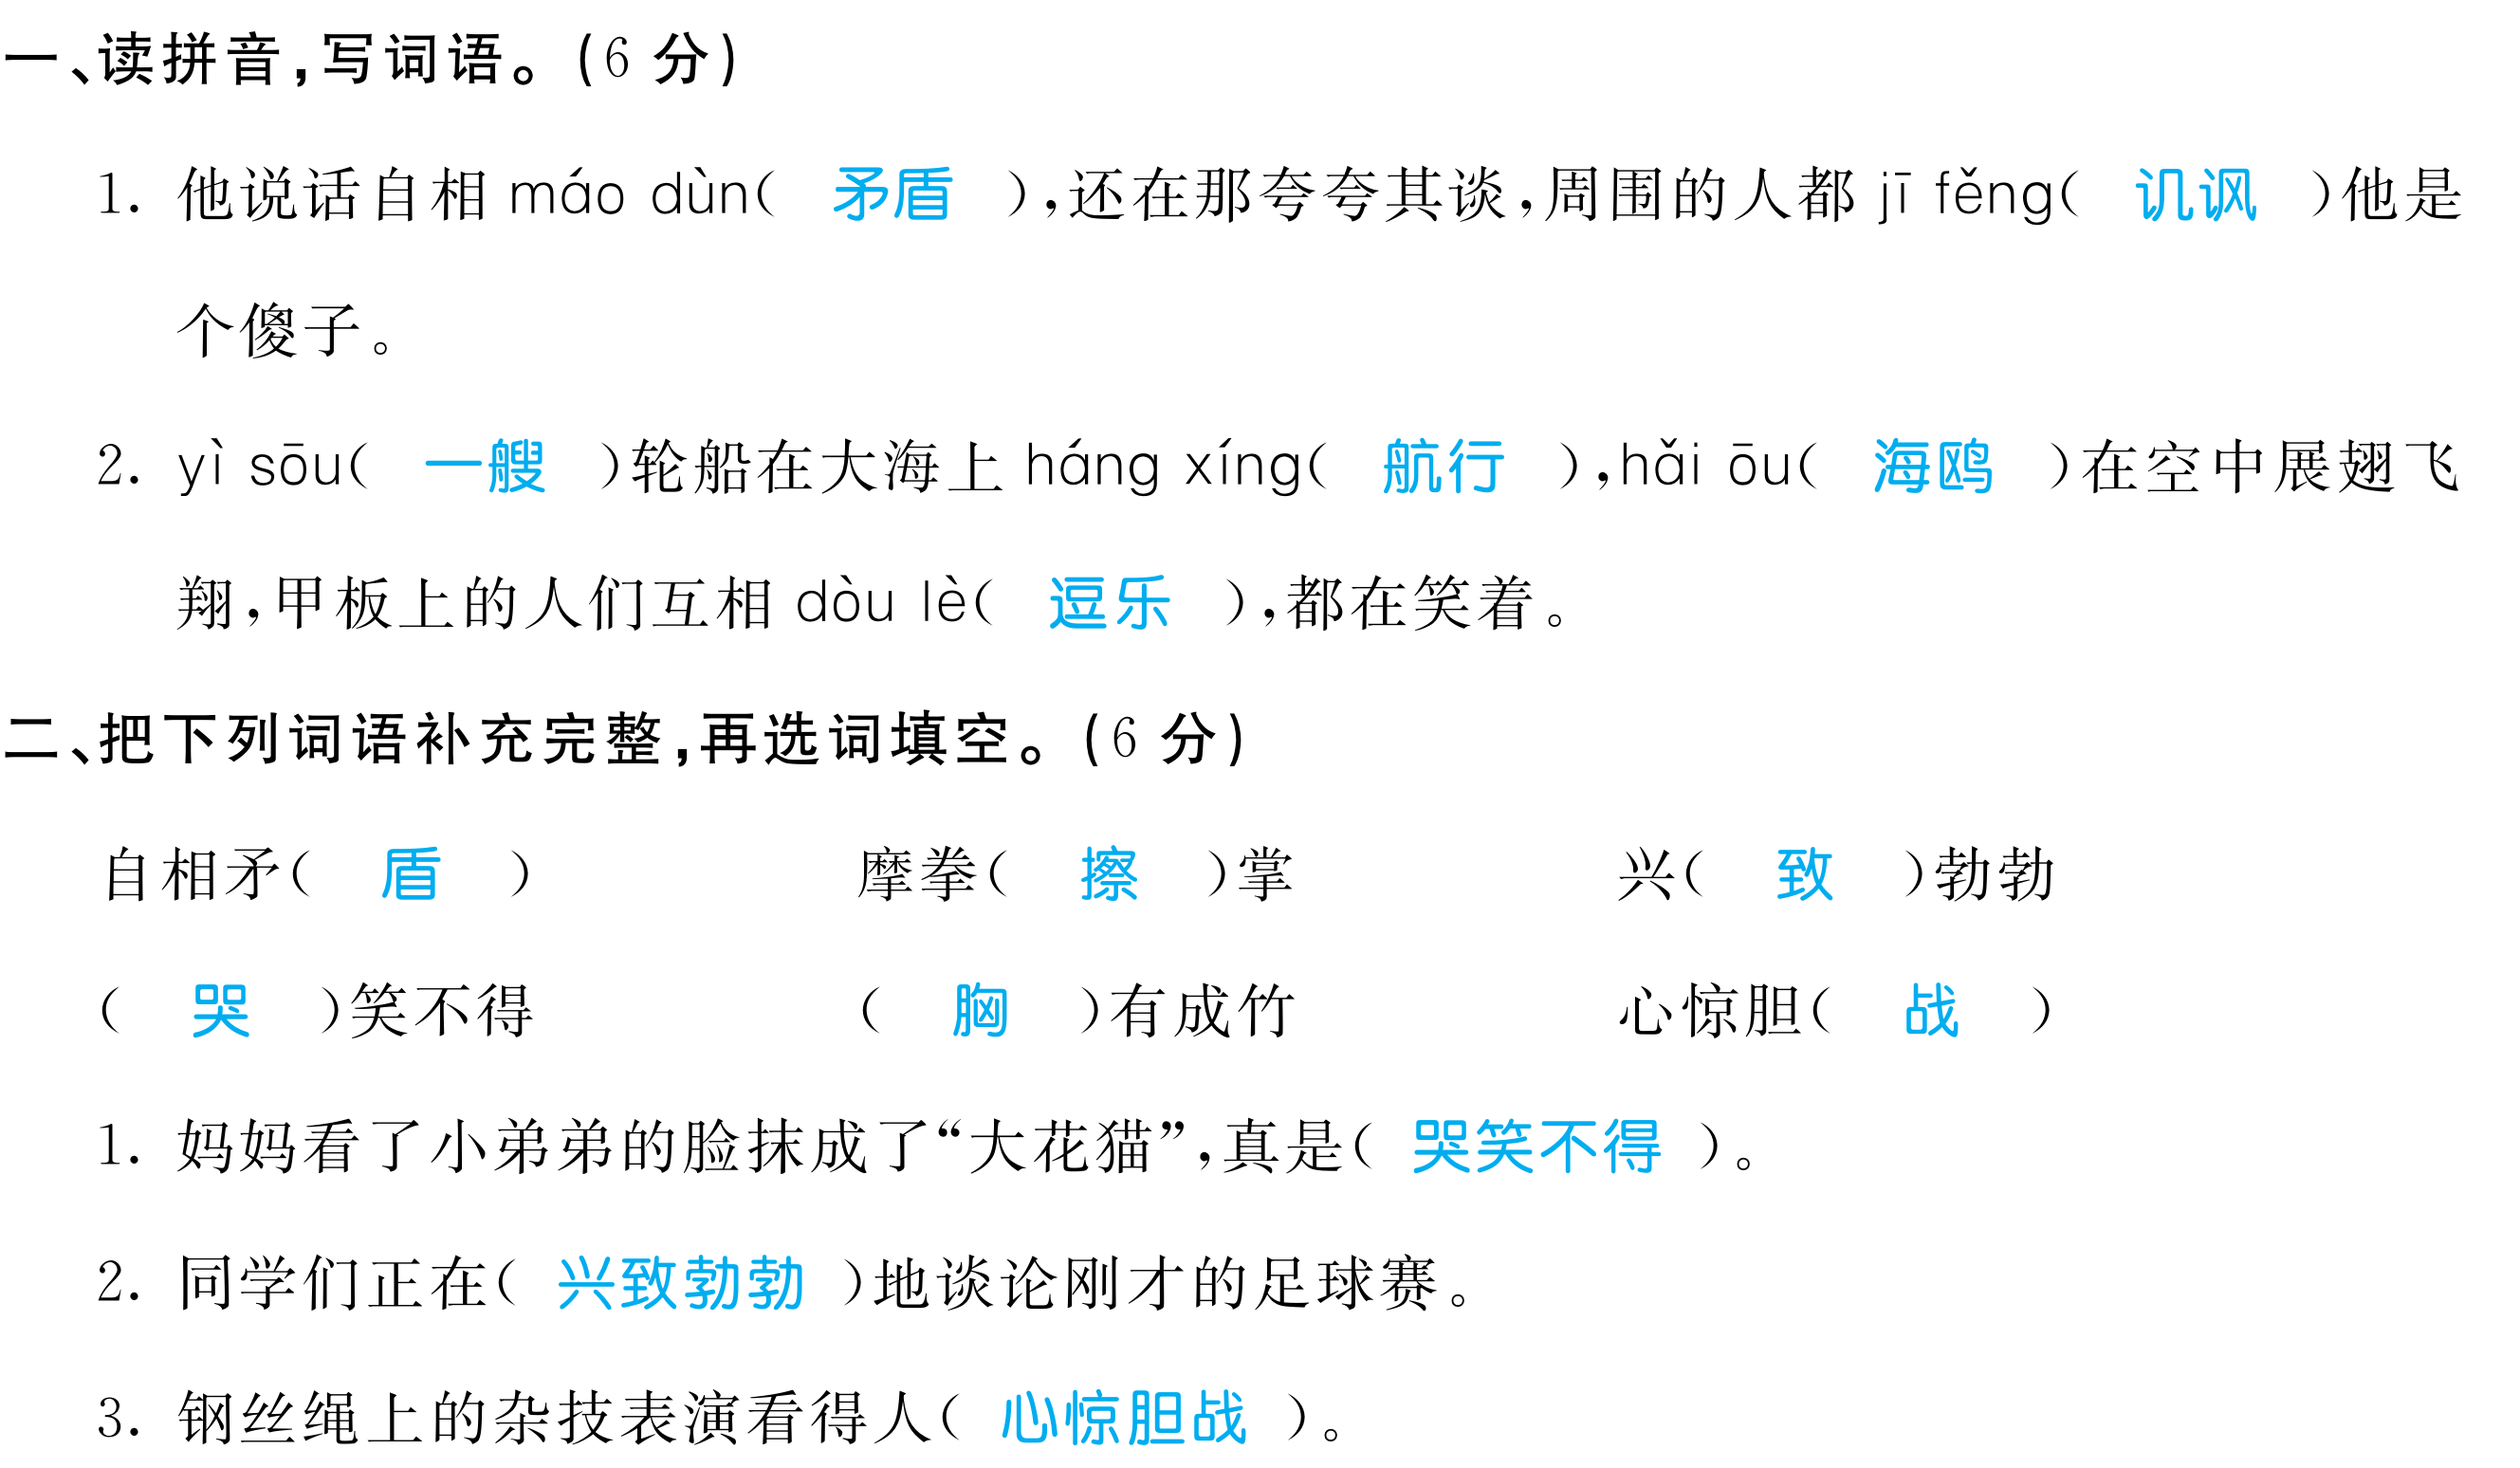 一、读拼音,写词语。(6 分)
1. 他说话自相 máo dùn( 矛盾 ),还在那夸夸其谈,周围的人都 jī fěng( 讥讽 )他是
个傻子。
2. yì sōu( 一艘 )轮船在大海上 háng xíng( 航行 ),hǎi ōu( 海鸥 )在空中展翅飞
翔,甲板上的人们互相 dòu lè( 逗乐 ),都在笑着。
二、把下列词语补充完整,再选词填空。(6 分)
自相矛( 盾 ) 摩拳( 擦 )掌 兴( 致 )勃勃
( 哭 )笑不得 ( 胸 )有成竹 心惊胆( 战 )
1. 妈妈看了小弟弟的脸抹成了“大花猫”,真是( 哭笑不得 )。
2. 同学们正在( 兴致勃勃 )地谈论刚才的足球赛。
3. 钢丝绳上的杂技表演看得人( 心惊胆战 )。